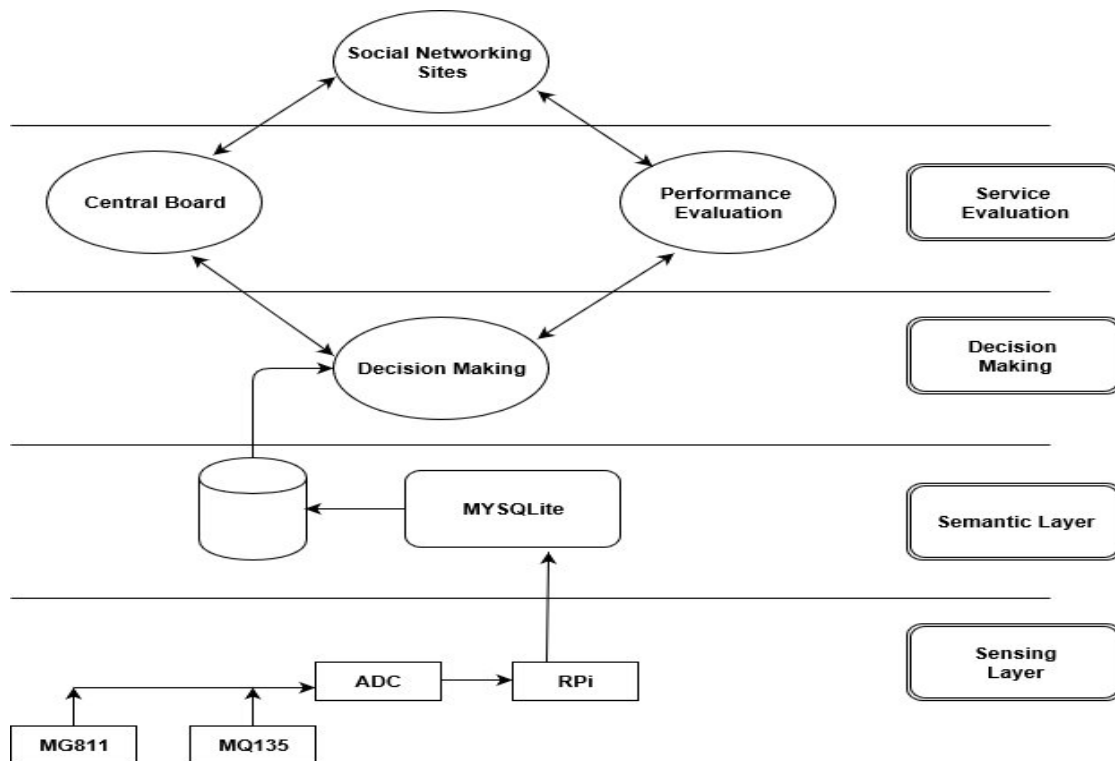 Social Networking
Sites
Central Board
Performance
Evaluation
Service
Evaluation
Decision Making
Decision
Making
MYSQLite
Semantic Layer
Sensing
Layer
ADC
RPi
MG811
MQ135